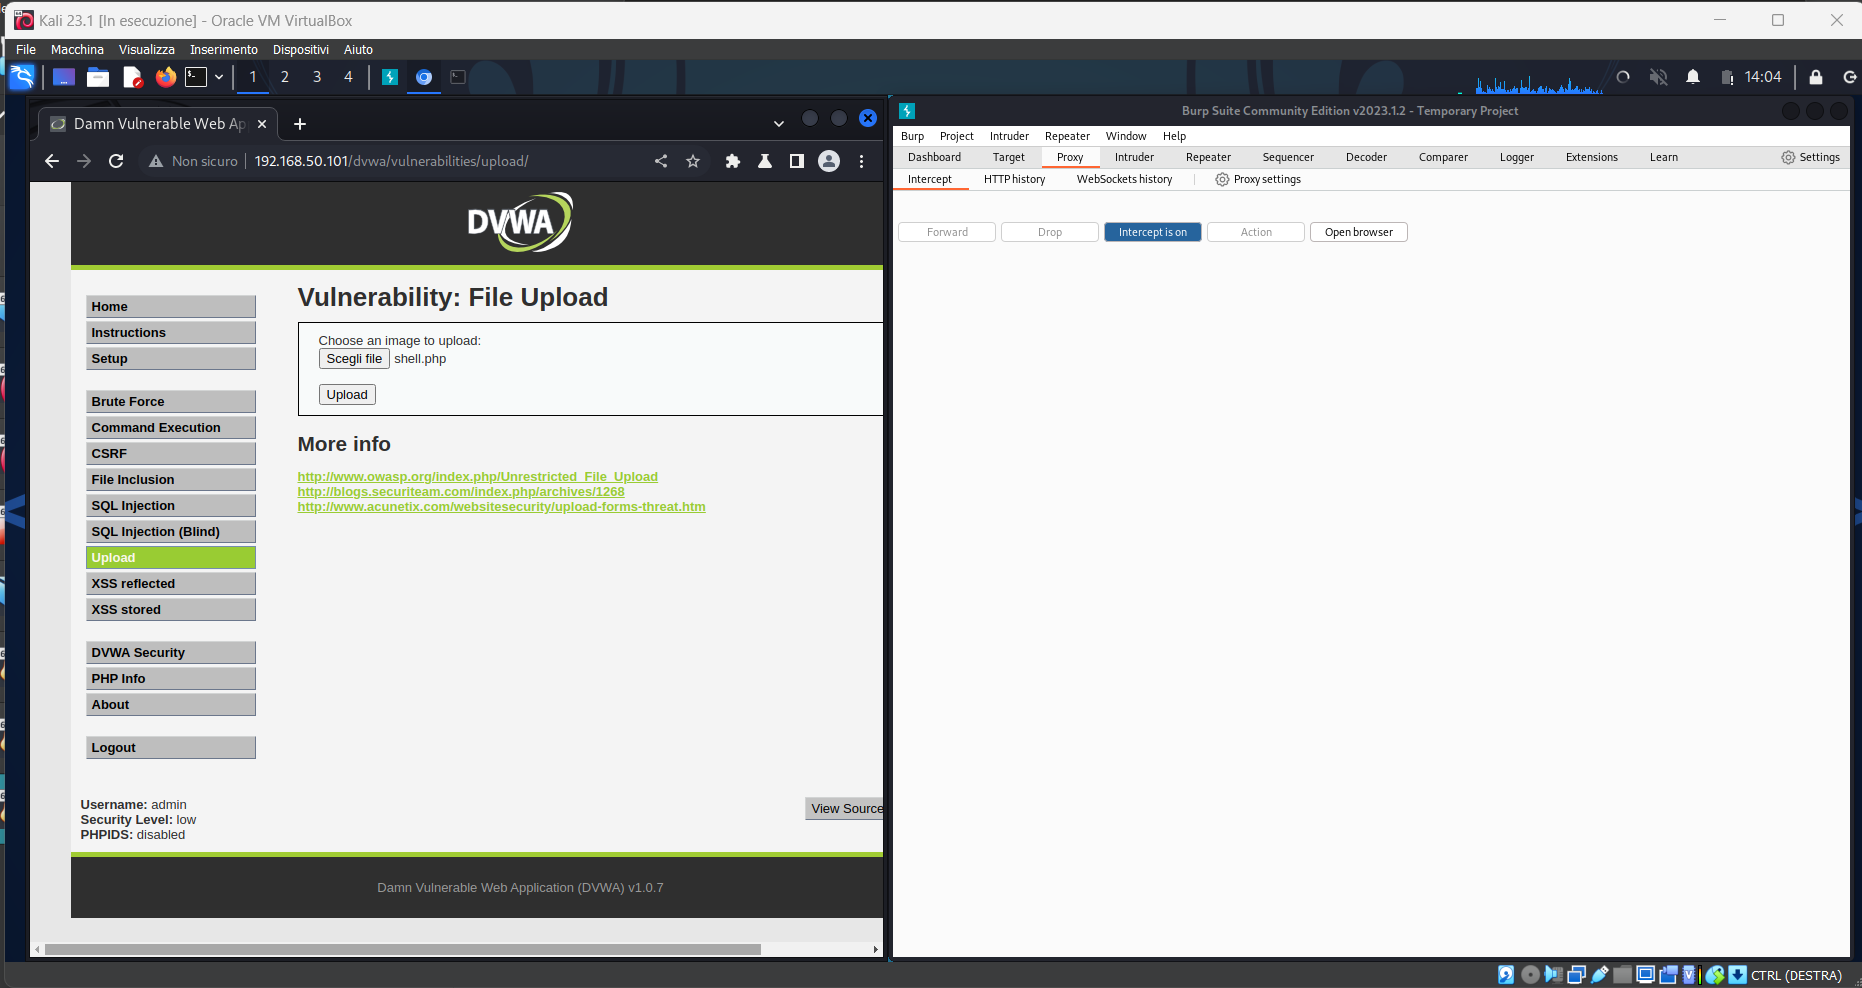 Kali 23.1 [In esecuzione] - Oracle VM VirtualBox
File Macchina Visualizza Inserimento Dispositivi Aiuto
1 2 3 4
14:04
Damn Vulnerable Web Ap
Non sicuro 192.168.50.101/dvwa/vulnerabilities/upload/
DVWA
Home
Instructions
Setup
Brute Force
Command Execution
CSRF
File Inclusion
SQL Injection
SQL Injection (Blind)
Upload
XSS reflected
XSS stored
DVWA Security
PHP Info
About
Logout
Vulnerability: File Upload
Choose an image to upload:
Scegli file shell.php
Upload
More info
http://www.owasp.org/index.php/Unrestricted_File_Upload
http://blogs.securiteam.com/index.php/archives/1268
http://www.acunetix.com/websitesecurity/upload-forms-threat.htm
Username: admin
Security Level: low
PHPIDS: disabled
View Source
Damn Vulnerable Web Application (DVWA) v1.0.7
Burp Suite Community Edition v2023.1.2 - Temporary Project
Burp Project Intruder Repeater Window Help
Dashboard Target Proxy Intruder Repeater Sequencer Decoder Comparer Logger Extensions Learn Settings
Intercept HTTP history WebSockets history Proxy settings
Forward Drop Intercept is on Action Open browser
CTRL (DESTRA)